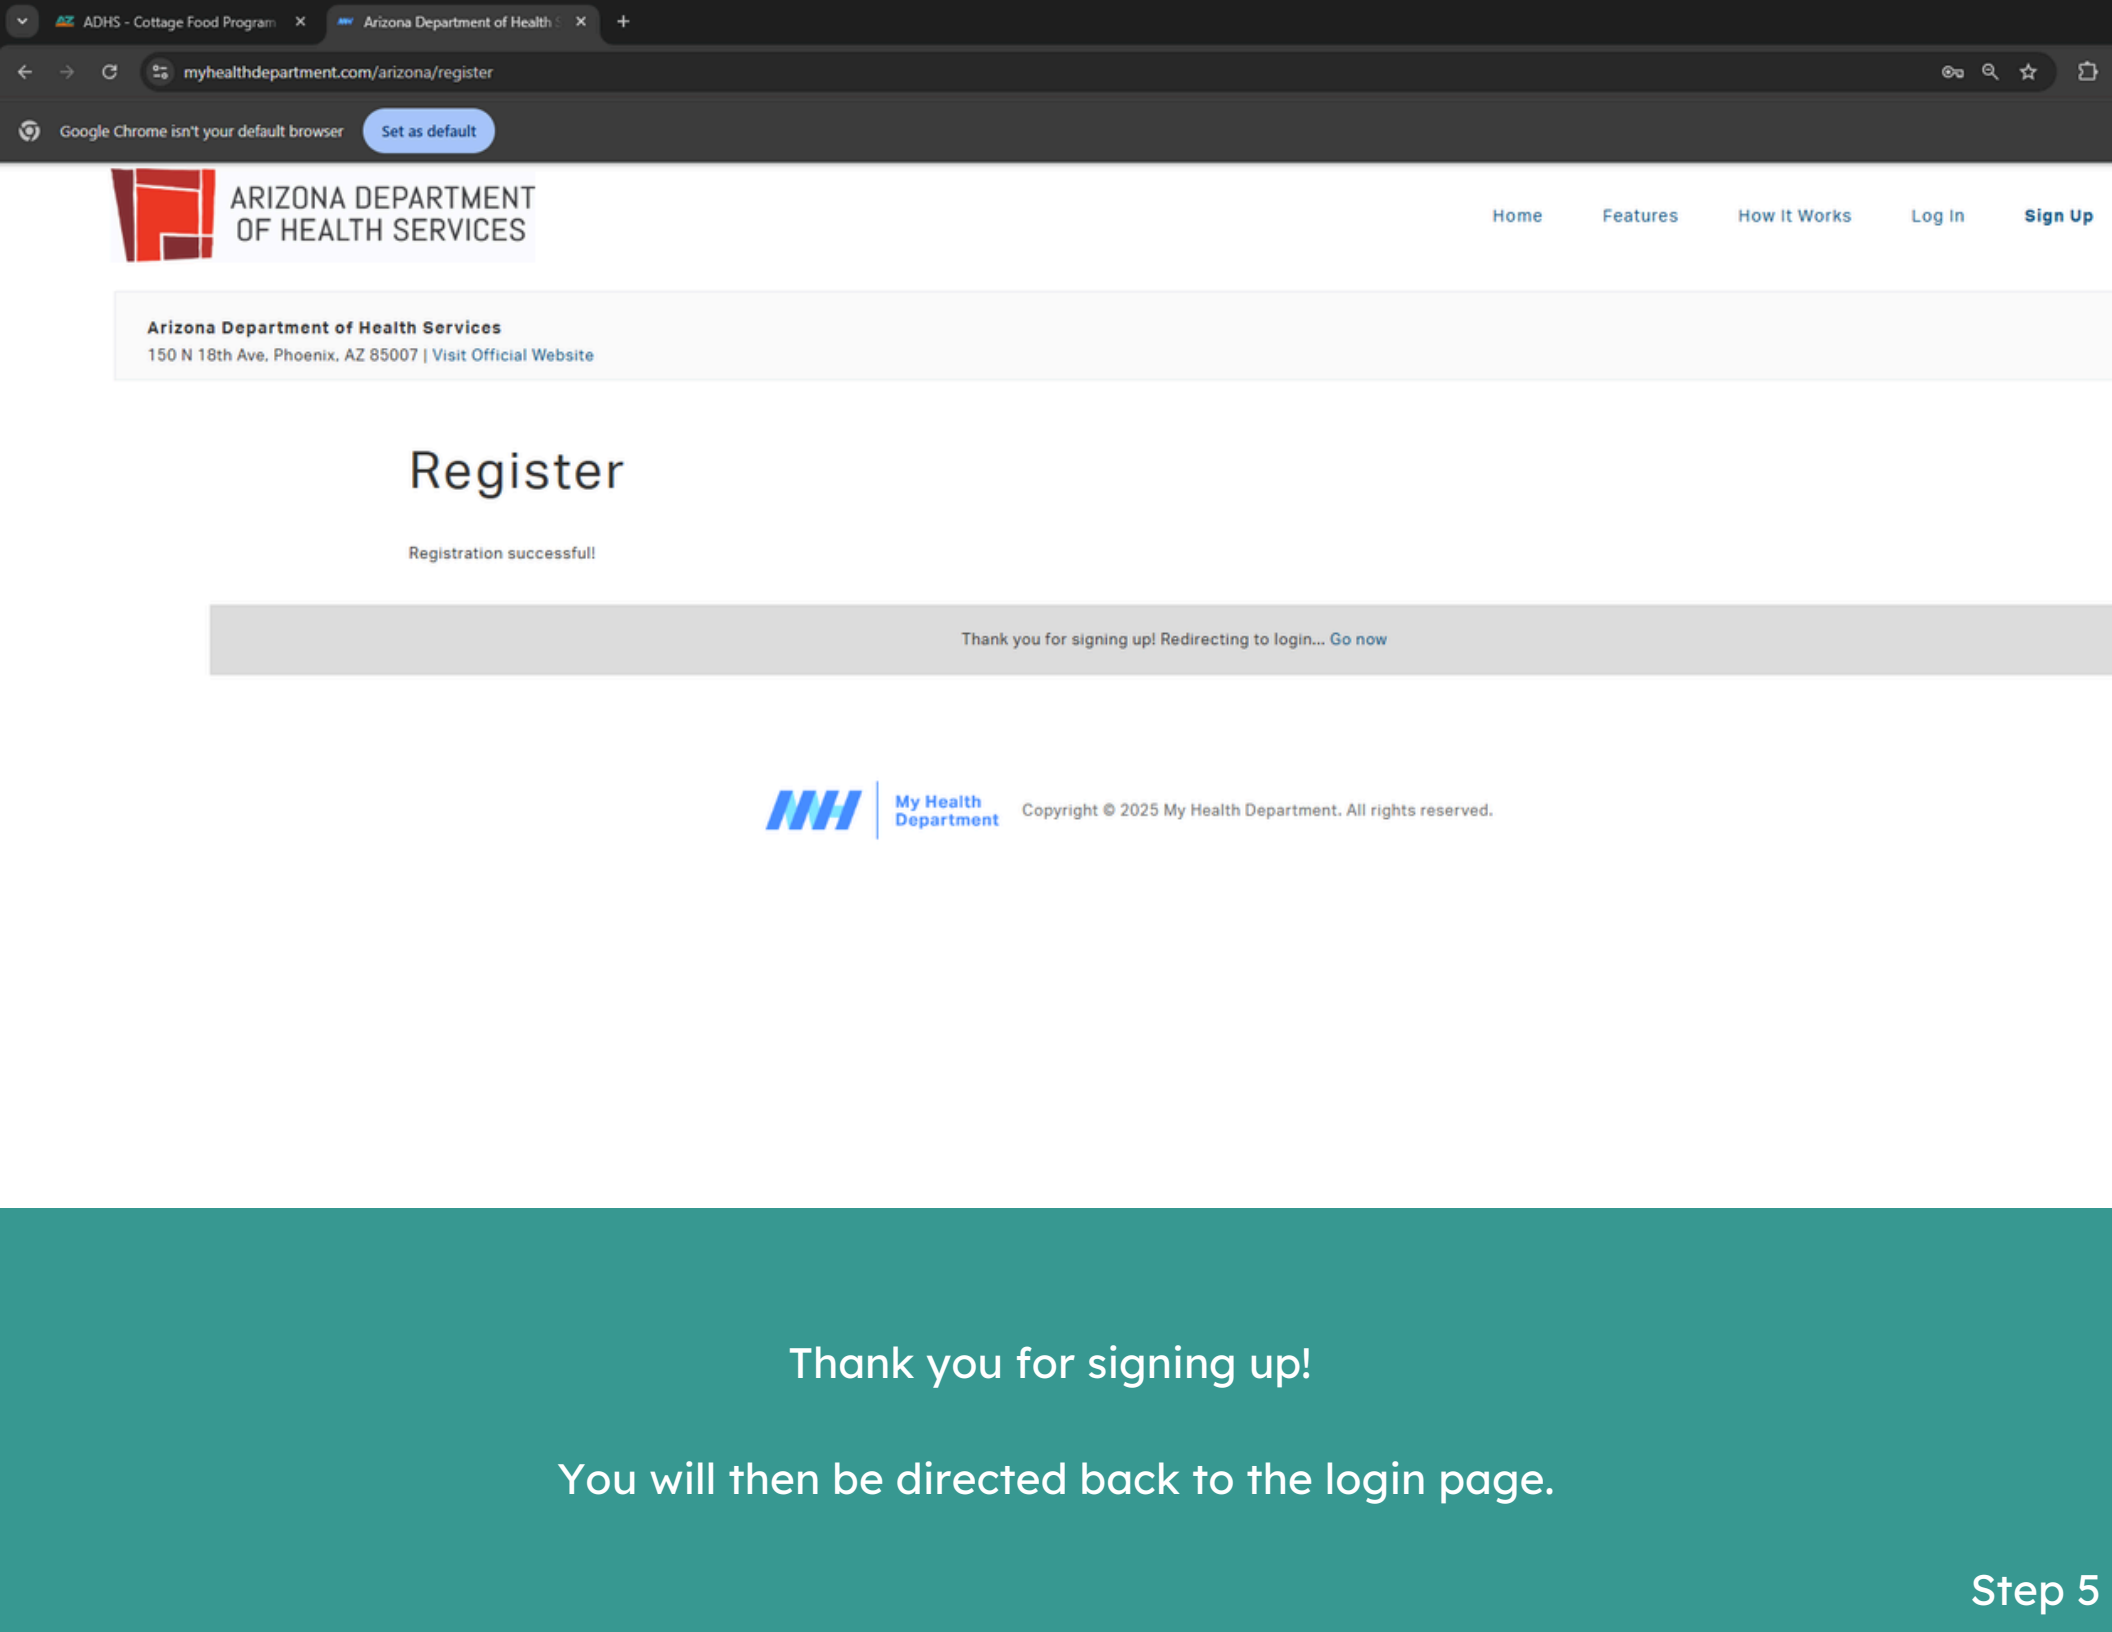 ADHS - Cottage Food Program
Arizona Department of Health S
myhealthdepartment.com/arizona/register
Google Chrome isn't your default browser Set as default
ARIZONA DEPARTMENT
OF HEALTH SERVICES
Home Features How It Works Log In Sign Up
Arizona Department of Health Services
150 N 18th Ave, Phoenix, AZ 85007 | Visit Official Website
Register
Registration successful!
Thank you for signing up! Redirecting to login... Go now
My Health
Department
Copyright © 2025 My Health Department. All rights reserved.
Thank you for signing up!
You will then be directed back to the login page.
Step 5